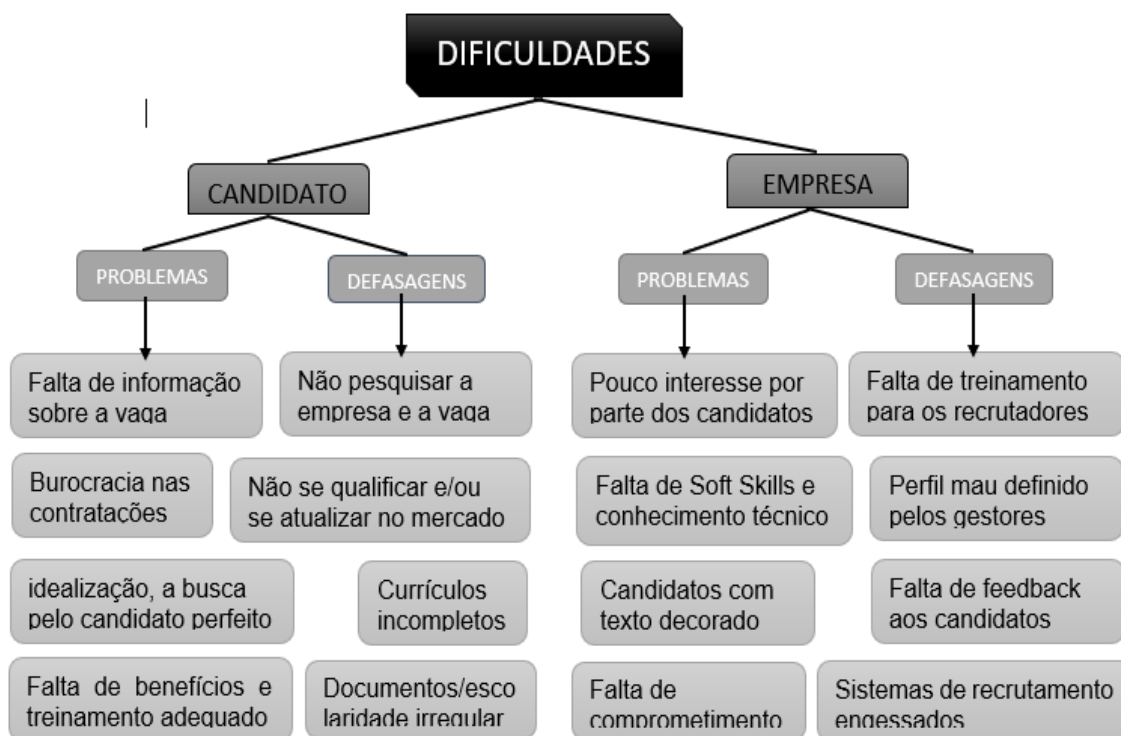 DIFICULDADES
CANDIDATO
EMPRESA
PROBLEMAS
DEFASAGENS
PROBLEMAS
DEFASAGENS
Falta de informação
sobre a vaga
Não pesquisar a
empresa e a vaga
Pouco interesse por
parte dos candidatos
Falta de treinamento
para os recrutadores
Burocracia nas
contratações
Não se qualificar e/ou
se atualizar no mercado
Falta de Soft Skills e
conhecimento técnico
Perfil mau definido
pelos gestores
idealização, a busca
pelo candidato perfeito
Currículos
incompletos
Candidatos com
texto decorado
Falta de feedback
aos candidatos
Falta de benefícios e
treinamento adequado
Documentos/esco
laridade irregular
Falta de
comprometimento
Sistemas de recrutamento
engessados